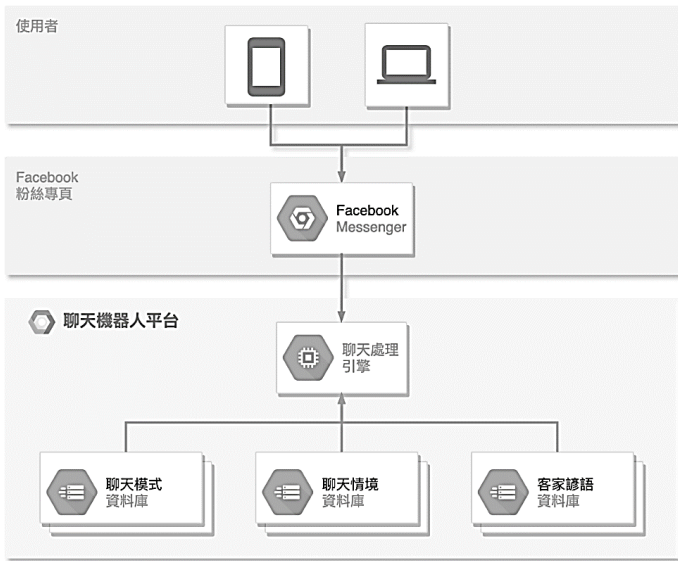 使用者
Facebook
粉絲專頁
Facebook
Messenger
聊天機器人平台
聊天處理
引擎
聊天模式
資料庫
聊天情境
資料庫
客家諺語
資料庫